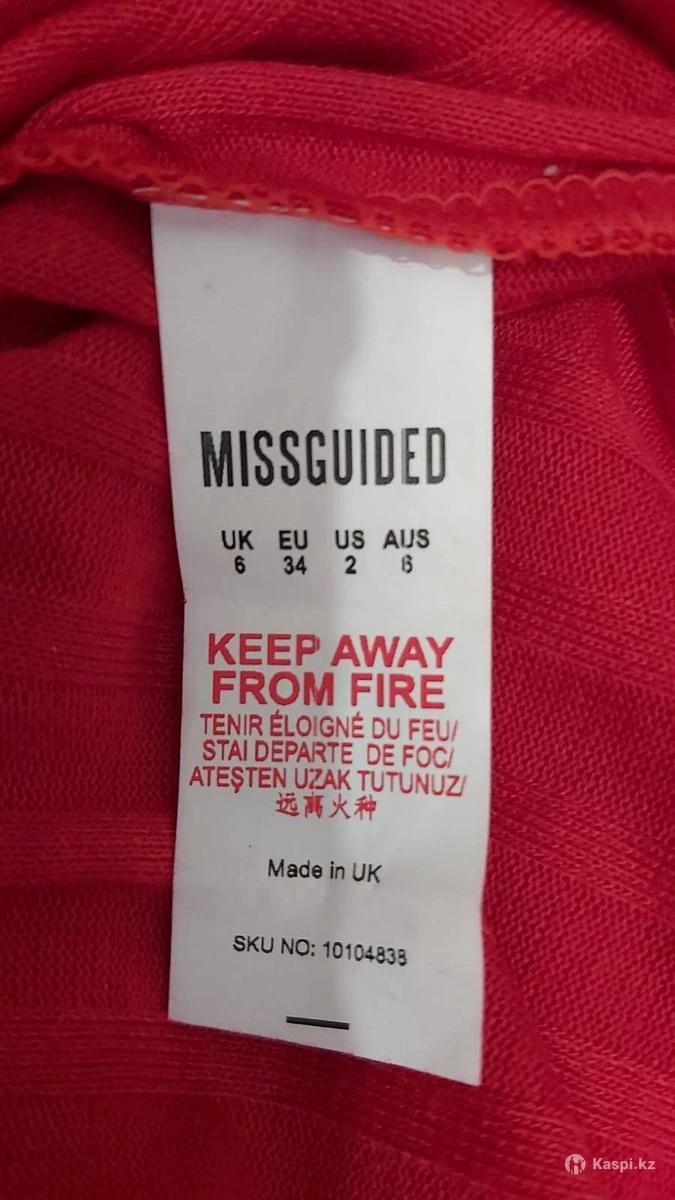 MISSGUIDED
UK EU US AUS
6 34 2 6
KEEP AWAY
FROM FIRE
TENIR ÉLOIGNÉ DU FEU/
STAI DEPARTE DE FOC/
ATEŞTEN UZAK TUTUNUZ/
远离火种
Made in UK
SKU NO: 10104838
Kaspi.kz